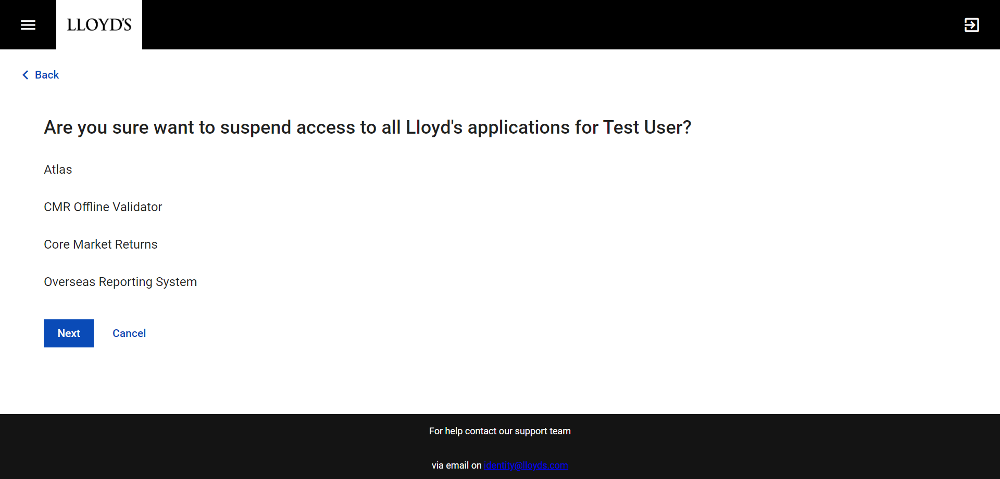 LLOYD'S
Back
Are you sure want to suspend access to all Lloyd's applications for Test User?
Atlas
CMR Offline Validator
Core Market Returns
Overseas Reporting System
Next Cancel
For help contact our support team
via email on identity@lloyds.com